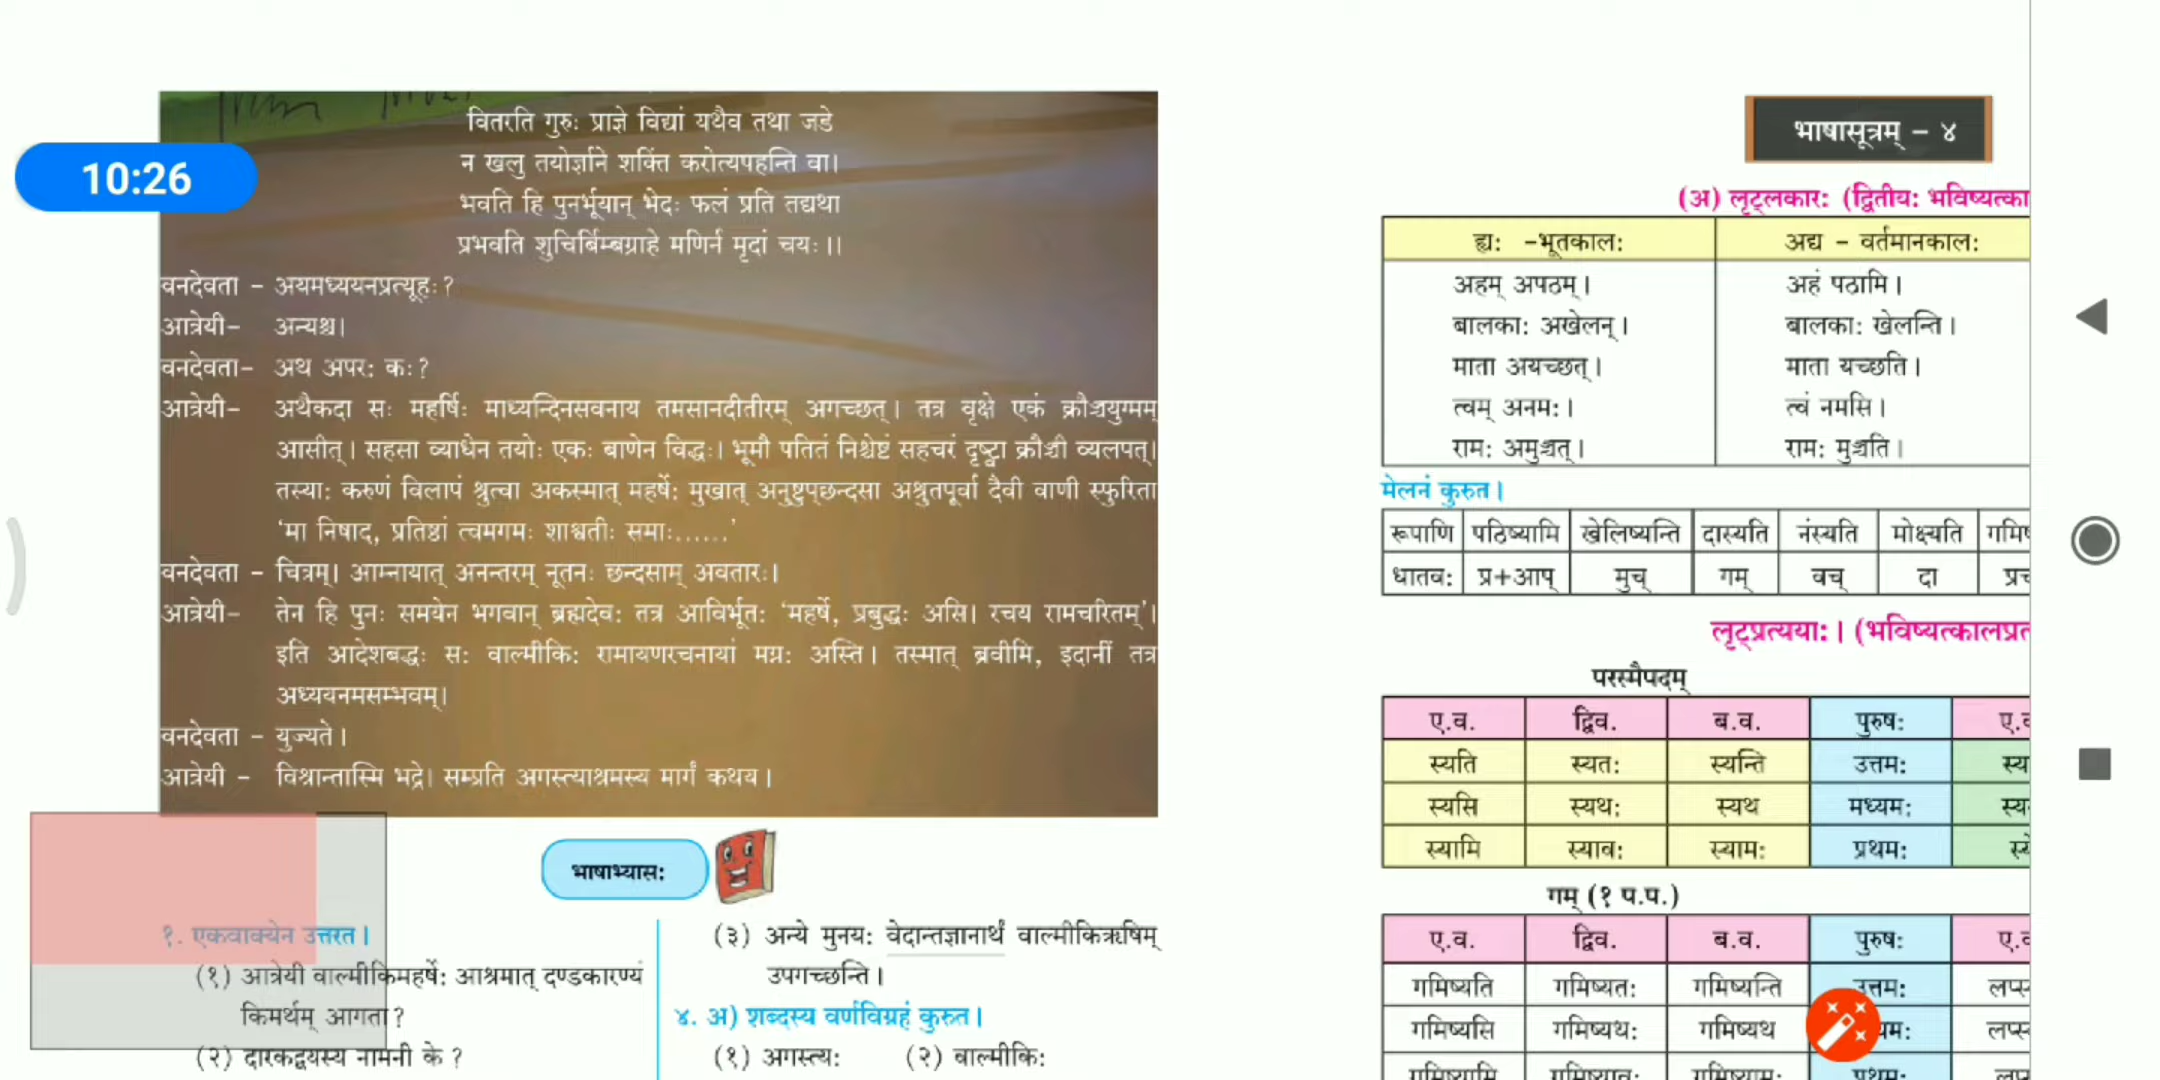 वितरति गुरुः प्राज्ञे विद्यां यथैव तथा जडे
न खलु तयोर्ज्ञाने शक्तिं करोत्यपहन्ति वा।
भवति हि पुनर्भूयान् भेदः फलं प्रति तद्यथा
प्रभवति शुचिर्बिम्बग्राहे मणिर्न मृदां चयः।।
10:26
वनदेवता - अयमध्ययनप्रत्यूहः?
आत्रेयी- अन्यश्च।
वनदेवता- अथ अपरः कः?
आत्रेयी- अथैकदा सः महर्षिः माध्यन्दिनसवनाय तमसानदीतीरम् अगच्छत्। तत्र वृक्षे एकं क्रौञ्चयुग्मम्
आसीत्। सहसा व्याधेन तयोः एकः बाणेन विद्धः। भूमौ पतितं निश्चेष्टं सहचरं दृष्ट्वा क्रौञ्ची व्यलपत्।
तस्याः करुणं विलापं श्रुत्वा अकस्मात् महर्षेः मुखात् अनुष्टुप्छन्दसा अश्रुतपूर्वा दैवी वाणी स्फुरिता
‘मा निषाद, प्रतिष्ठां त्वमगमः शाश्वतीः समाः......’
वनदेवता - चित्रम्। आम्नायात् अनन्तरम् नूतनः छन्दसाम् अवतारः।
आत्रेयी- तेन हि पुनः समयेन भगवान् ब्रह्मदेवः तत्र आविर्भूतः ‘महर्षे, प्रबुद्धः असि। रचय रामचरितम्’।
इति आदेशबद्धः सः वाल्मीकिः रामायणरचनायां मग्नः अस्ति। तस्मात् ब्रवीमि, इदानीं तत्र
अध्ययनमसम्भवम्।
वनदेवता - युज्यते।
आत्रेयी - विश्रान्तास्मि भद्रे। सम्प्रति अगस्त्याश्रमस्य मार्गं कथय।
भाषाभ्यासः
१. एकवाक्येन उत्तरत।
(१) आत्रेयी वाल्मीकिमहर्षेः आश्रमात् दण्डकारण्यं
किमर्थम् आगता?
(२) दारकद्वयस्य नामनी के ?
(३) अन्ये मुनयः वेदान्तज्ञानार्थं वाल्मीकिऋषिम्
उपगच्छन्ति।
४. अ) शब्दस्य वर्णविग्रहं कुरुत।
(१) अगस्त्यः (२) वाल्मीकिः
भाषासूत्रम् - ४
(अ) लृट्लकारः (द्वितीयः भविष्यत्का
ह्यः -भूतकालः अद्य - वर्तमानकालः
अहम् अपठम्। अहं पठामि।
बालकाः अखेलन्। बालकाः खेलन्ति।
माता अयच्छत्। माता यच्छति।
त्वम् अनमः। त्वं नमसि।
रामः अमुञ्चत्। रामः मुञ्चति।
मेलनं कुरुत।
रूपाणि पठिष्यामि खेलिष्यन्ति दास्यति नंस्यति मोक्ष्यति गमिष
धातवः प्र+आप् मुच् गम् वच् दा
लृट्प्रत्ययाः। (भविष्यत्कालप्रत
परस्मैपदम्
ए.व. द्विव. ब.व. पुरुषः ए.व
स्यति स्यतः स्यन्ति उत्तमः स्य
स्यसि स्यथः स्यथ मध्यमः स्य
स्यामि स्यावः स्यामः प्रथमः
गम् (१ प.प.)
ए.व. द्विव. ब.व. पुरुषः ए.व
गमिष्यति गमिष्यतः गमिष्यन्ति उत्तमः लप्स
गमिष्यसि गमिष्यथः गमिष्यथ यमः लप्स
गमिष्यामि गमिष्यावः गमिष्यामः प्रथमः